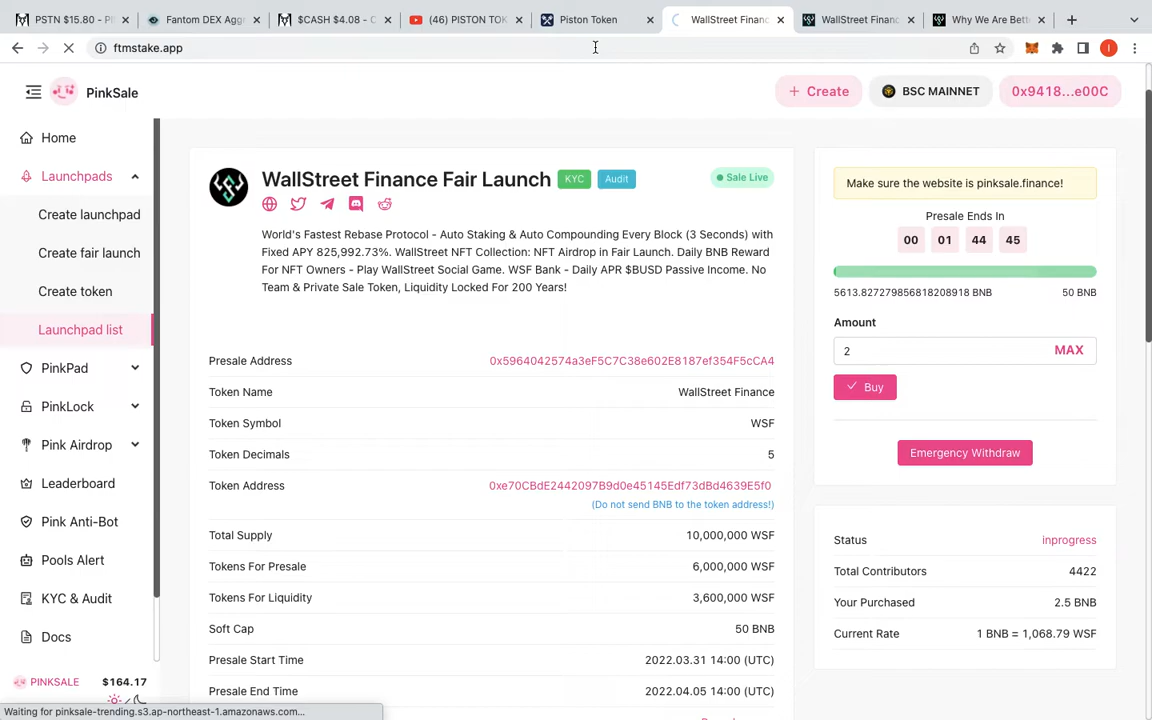 PSTN $15.80 - P
Fantom DEX Agg
$CASH $4.08 - C
(46) PISTON TOK
Piston Token
WallStreet Financ
WallStreet Financ
Why We Are Bett
ftmstake.app
PinkSale
Create
BSC MAINNET
0x9418...e00C
Home
Launchpads
Create launchpad
Create fair launch
Create token
Launchpad list
PinkPad
PinkLock
Pink Airdrop
Leaderboard
Pink Anti-Bot
Pools Alert
KYC & Audit
Docs
PINKSALE $164.17
WallStreet Finance Fair Launch KYC Audit
Sale Live
World's Fastest Rebase Protocol - Auto Staking & Auto Compounding Every Block (3 Seconds) with
Fixed APY 825,992.73%. WallStreet NFT Collection: NFT Airdrop in Fair Launch. Daily BNB Reward
For NFT Owners - Play WallStreet Social Game. WSF Bank - Daily APR $BUSD Passive Income. No
Team & Private Sale Token, Liquidity Locked For 200 Years!
Presale Address 0x5964042574a3eF5C7C38e602E8187ef354F5cCA4
Token Name WallStreet Finance
Token Symbol WSF
Token Decimals 5
Token Address 0xe70CBdE2442097B9d0e45145Edf73dBd4639E5f0
(Do not send BNB to the token address!)
Total Supply 10,000,000 WSF
Tokens For Presale 6,000,000 WSF
Tokens For Liquidity 3,600,000 WSF
Soft Cap 50 BNB
Presale Start Time 2022.03.31 14:00 (UTC)
Presale End Time 2022.04.05 14:00 (UTC)
Make sure the website is pinksale.finance!
Presale Ends In
00 01 44 45
5613.827279856818208918 BNB 50 BNB
Amount
2 MAX
Buy
Emergency Withdraw
Status inprogress
Total Contributors 4422
Your Purchased 2.5 BNB
Current Rate 1 BNB = 1,068.79 WSF
Waiting for pinksale-trending.s3.ap-northeast-1.amazonaws.com...